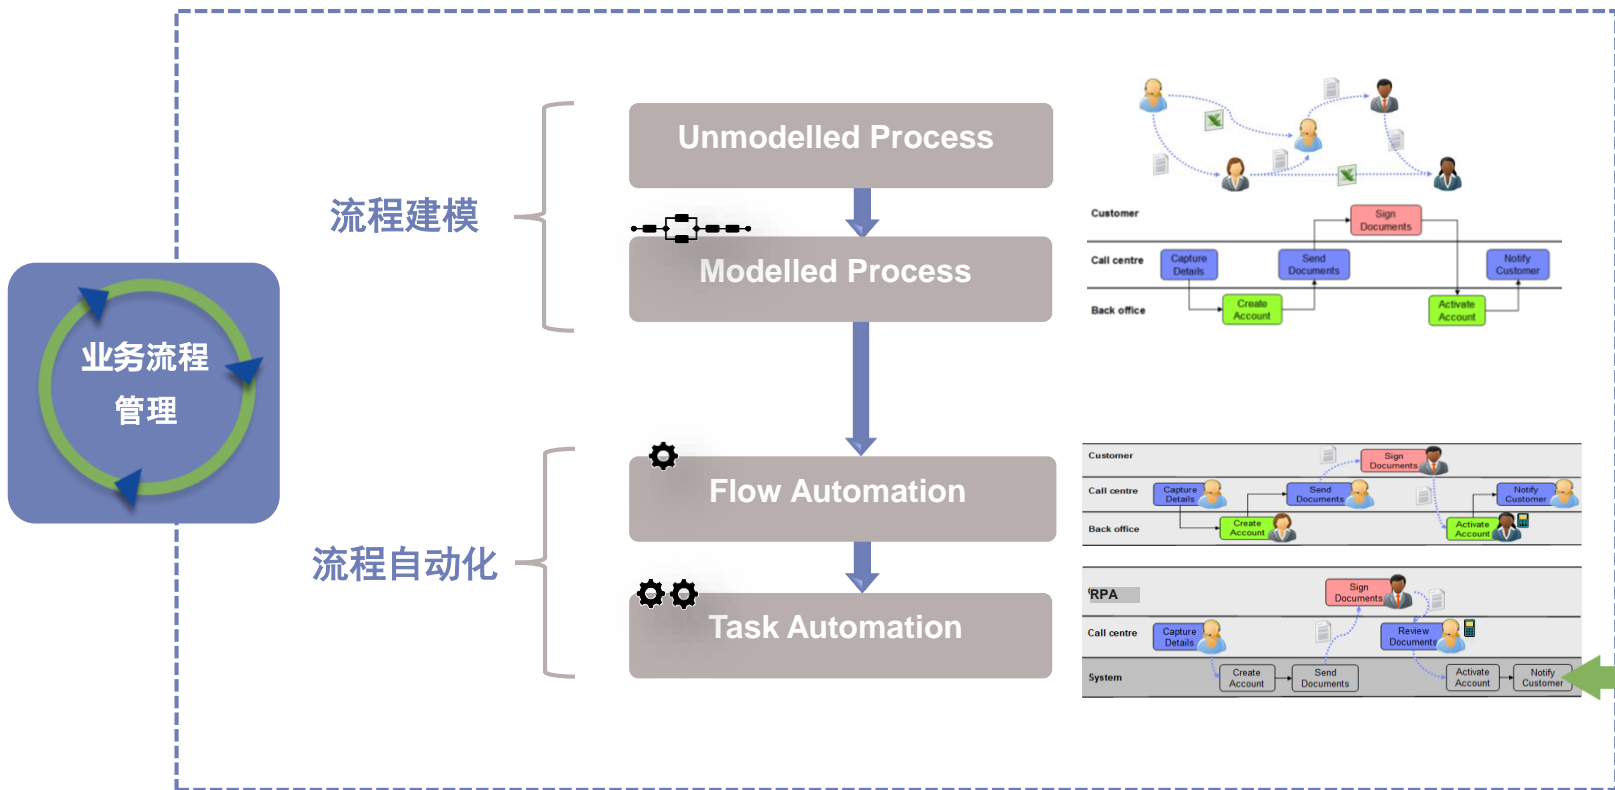 业务流程
管理
流程建模
流程自动化
Unmodelled Process
Modelled Process
Flow Automation
Task Automation
Customer
Sign
Documents
Call centre
Capture
Details
Send
Documents
Notify
Customer
Back office
Create
Account
Activate
Account
Customer
Sign
Documents
Call centre
Capture
Details
Send
Documents
Notify
Customer
Back office
Create
Account
Activate
Account
RPA
Sign
Documents
Call centre
Capture
Details
Review
Documents
System
Create
Account
Send
Documents
Activate
Account
Notify
Customer